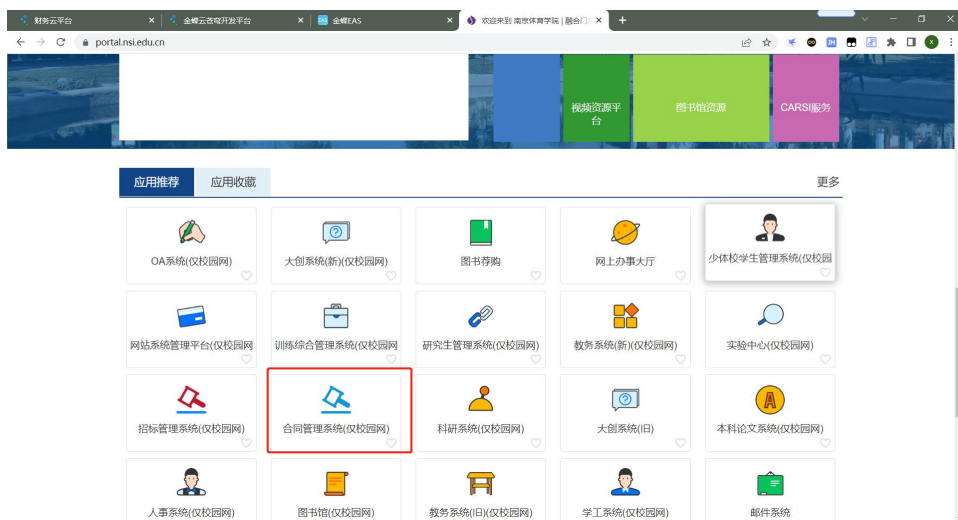 财务云平台
金蝶云苍穹开发平台
金蝶EAS
欢迎来到 南京体育学院 | 融合门户
portal.nsi.edu.cn
视频资源平
台
图书馆资源
CARSI服务
应用推荐 应用收藏 更多
OA系统(仅校园网)
大创系统(新)(仅校园网)
图书荐购
网上办事大厅
少体校学生管理系统(仅校园
网站系统管理平台(仅校园网
训练综合管理系统(仅校园网
研究生管理系统(仅校园网)
教务系统(新)(仅校园网)
实验中心(仅校园网)
招标管理系统(仅校园网)
合同管理系统(仅校园网)
科研系统(仅校园网)
大创系统(旧)
本科论文系统(仅校园网)
人事系统(仅校园网)
图书馆(仅校园网)
教务系统(旧)(仅校园网)
学工系统(仅校园网)
邮件系统